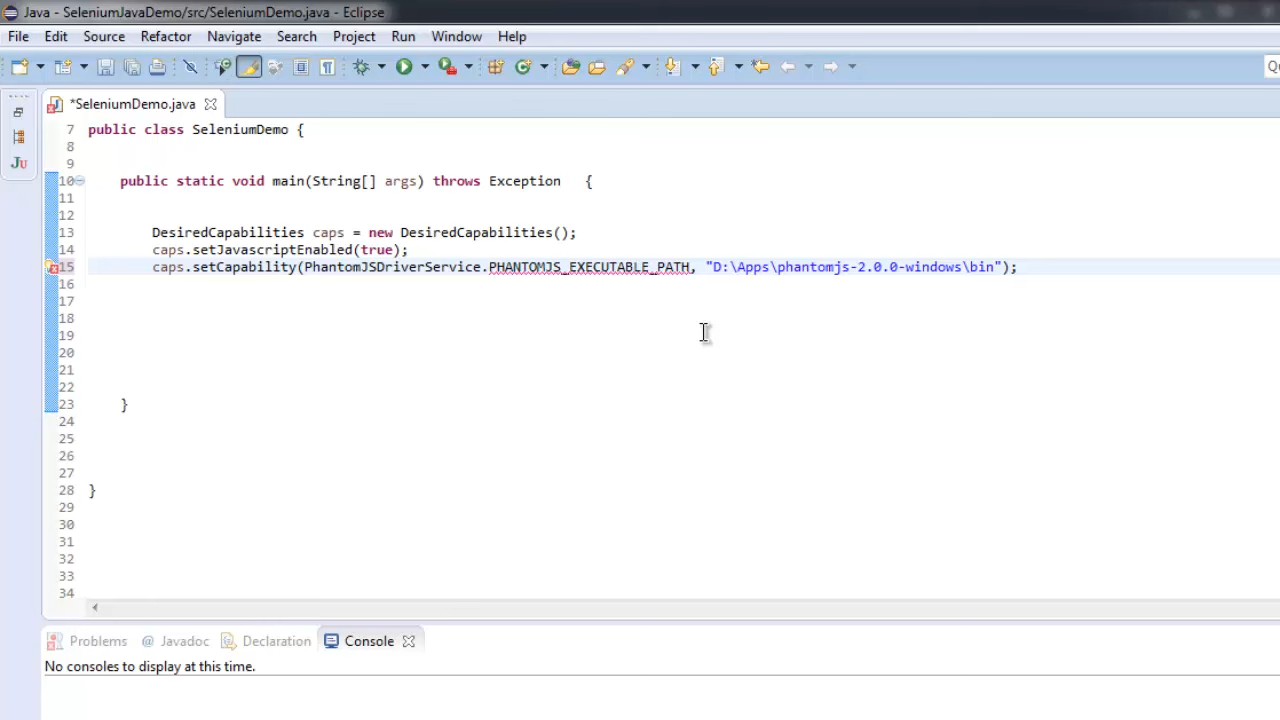 Java - SeleniumJavaDemo/src/SeleniumDemo.java - Eclipse
File Edit Source Refactor Navigate Search Project Run Window Help
Qu
*SeleniumDemo.java
7 public class SeleniumDemo {
8
9
10 public static void main(String[] args) throws Exception {
11
12
13 DesiredCapabilities caps = new DesiredCapabilities();
14 caps.setJavascriptEnabled(true);
15 caps.setCapability(PhantomJSDriverService.PHANTOMJS_EXECUTABLE_PATH, "D:\Apps\phantomjs-2.0.0-windows\bin");
16
17
18
19
20
21
22
23 }
24
25
26
27
28 }
29
30
31
32
33
34
Problems @ Javadoc Declaration Console
No consoles to display at this time.